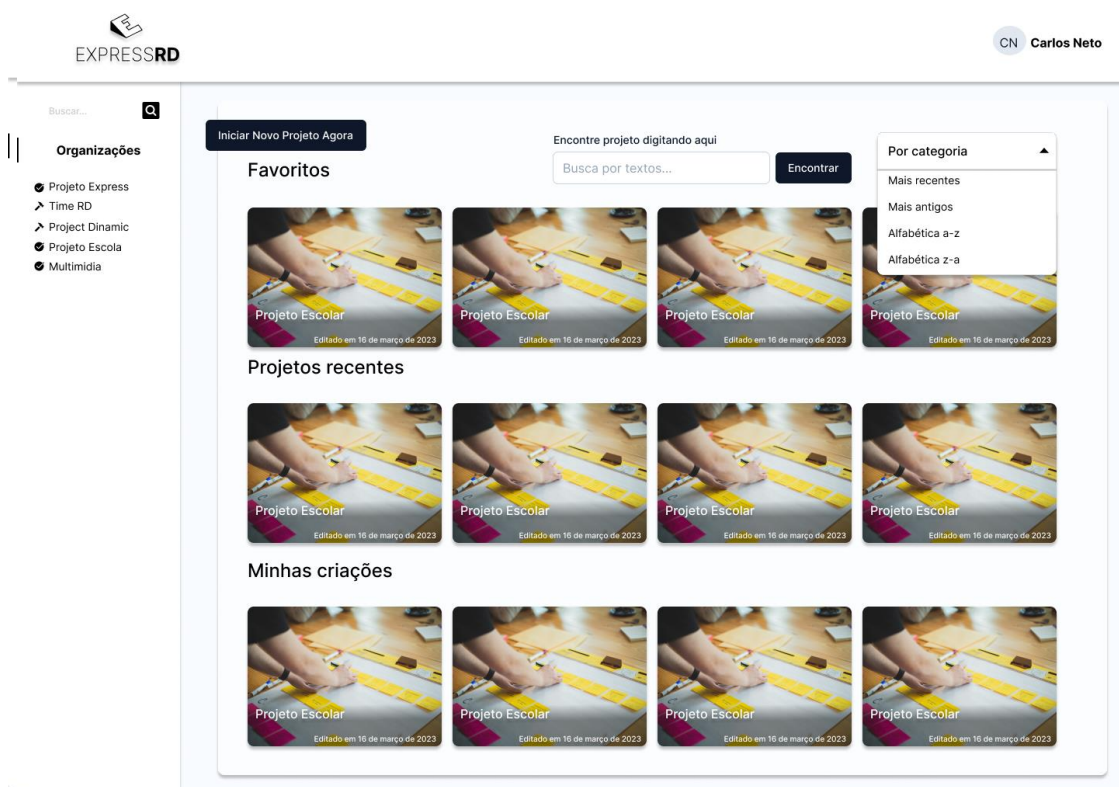 EXPRESSRD
CN Carlos Neto
Buscar...
Organizações
Projeto Express
Time RD
Project Dinamic
Projeto Escola
Multimidia
Iniciar Novo Projeto Agora
Encontre projeto digitando aqui
Busca por textos...
Encontrar
Por categoria
Mais recentes
Mais antigos
Alfabética a-z
Alfabética z-a
Favoritos
Projeto Escolar
Editado em 16 de março de 2023
Projeto Escolar
Editado em 16 de março de 2023
Projeto Escolar
Editado em 16 de março de 2023
Projeto Escolar
Editado em 16 de março de 2023
Projetos recentes
Projeto Escolar
Editado em 16 de março de 2023
Projeto Escolar
Editado em 16 de março de 2023
Projeto Escolar
Editado em 16 de março de 2023
Projeto Escolar
Editado em 16 de março de 2023
Minhas criações
Projeto Escolar
Editado em 16 de março de 2023
Projeto Escolar
Editado em 16 de março de 2023
Projeto Escolar
Editado em 16 de março de 2023
Projeto Escolar
Editado em 16 de março de 2023